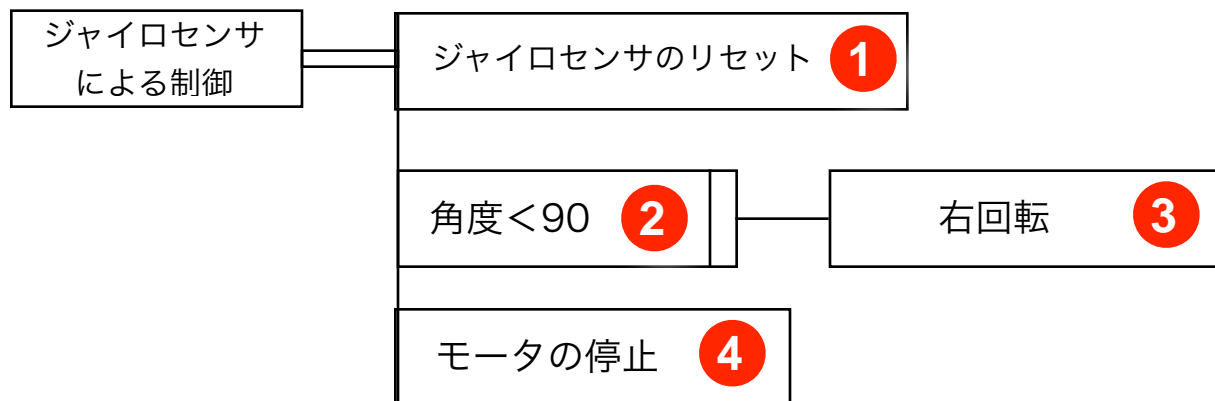 ジャイロセンサ
による制御
ジャイロセンサのリセット 1
角度＜90 2
右回転 3
モータの停止 4